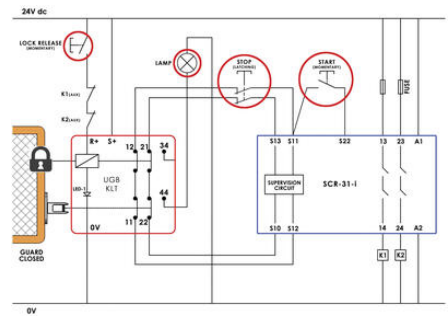 24V dc
LOCK RELEASE
(MOMENTARY)
LAMP
STOP
(LATCHING)
START
(MOMENTARY)
K1(AUX)
K2(AUX)
FUSE
R+ S+ 12 21 34
S13 S11 S22 13 23 A1
UGB
KLT
LED-1
44
SUPERVISION
CIRCUIT
SCR-31-i
0V 11 22
S10 S12 14 24 A2
GUARD
CLOSED
K1 K2
0V